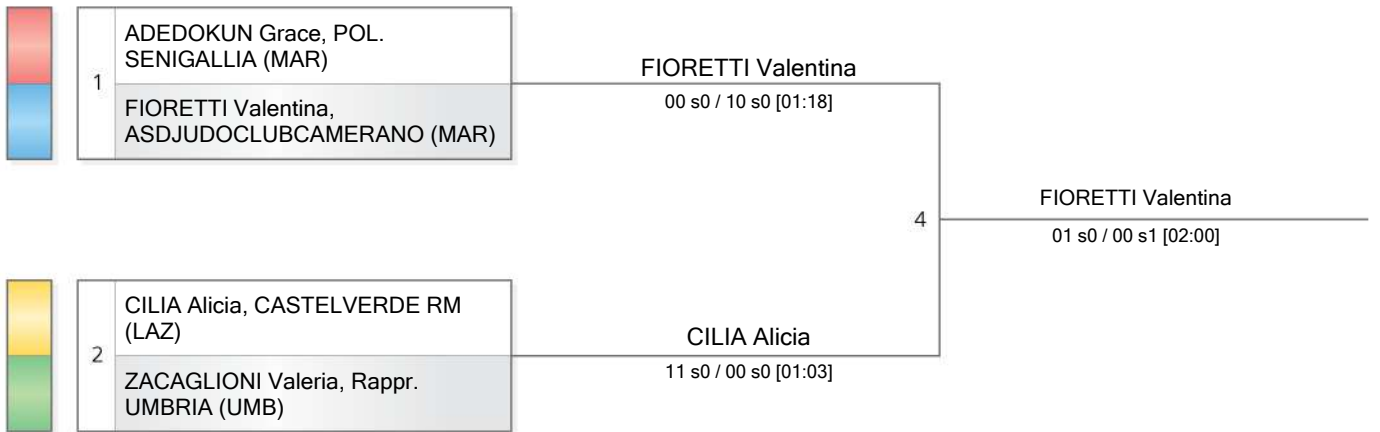 1
ADEDOKUN Grace, POL.
SENIGALLIA (MAR)
FIORETTI Valentina,
ASDJUDOCLUBCAMERANO (MAR)
FIORETTI Valentina
00 s0 / 10 s0 [01:18]
4
FIORETTI Valentina
01 s0 / 00 s1 [02:00]
2
CILIA Alicia, CASTELVERDE RM
(LAZ)
ZACAGLIONI Valeria, Rappr.
UMBRIA (UMB)
CILIA Alicia
11 s0 / 00 s0 [01:03]